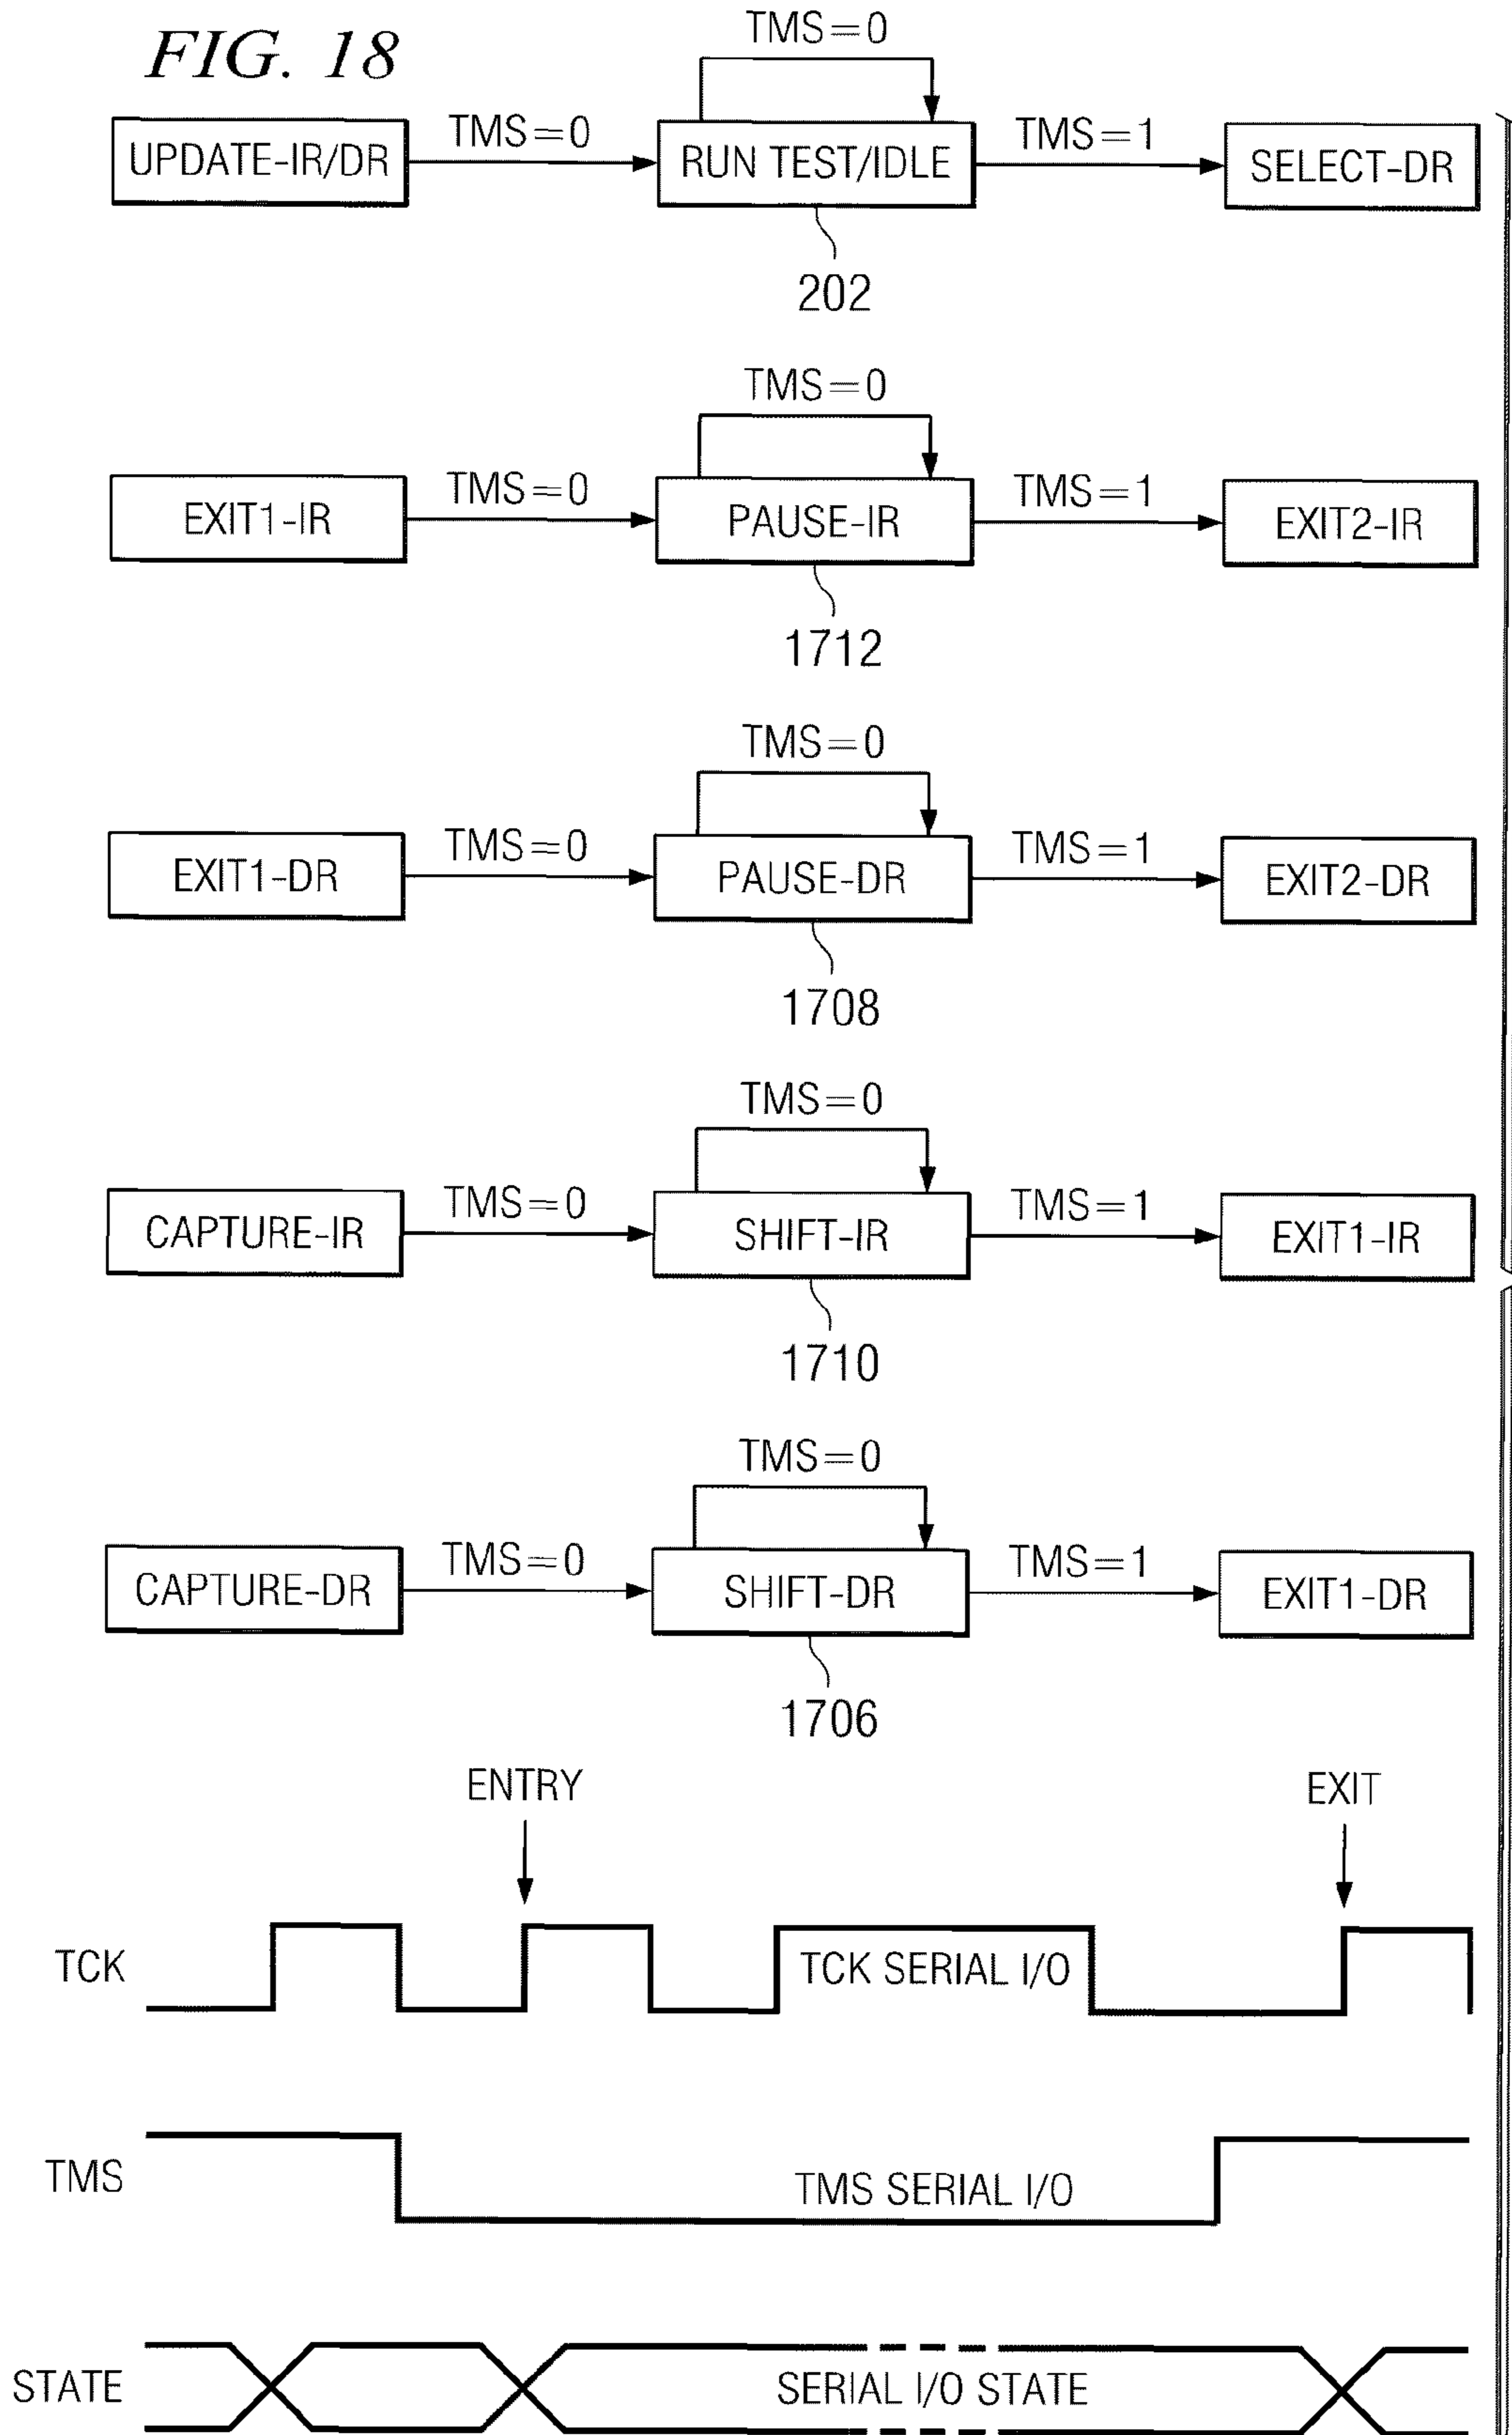 FIG. 18
TMS=0
UPDATE-IR/DR
TMS=0
RUN TEST/IDLE
TMS=1
SELECT-DR
202
TMS=0
EXIT1-IR
TMS=0
PAUSE-IR
TMS=1
EXIT2-IR
1712
TMS=0
EXIT1-DR
TMS=0
PAUSE-DR
TMS=1
EXIT2-DR
1708
TMS=0
CAPTURE-IR
TMS=0
SHIFT-IR
TMS=1
EXIT1-IR
1710
TMS=0
CAPTURE-DR
TMS=0
SHIFT-DR
TMS=1
EXIT1-DR
1706
ENTRY
EXIT
TCK
TCK SERIAL I/O
TMS
TMS SERIAL I/O
STATE
SERIAL I/O STATE